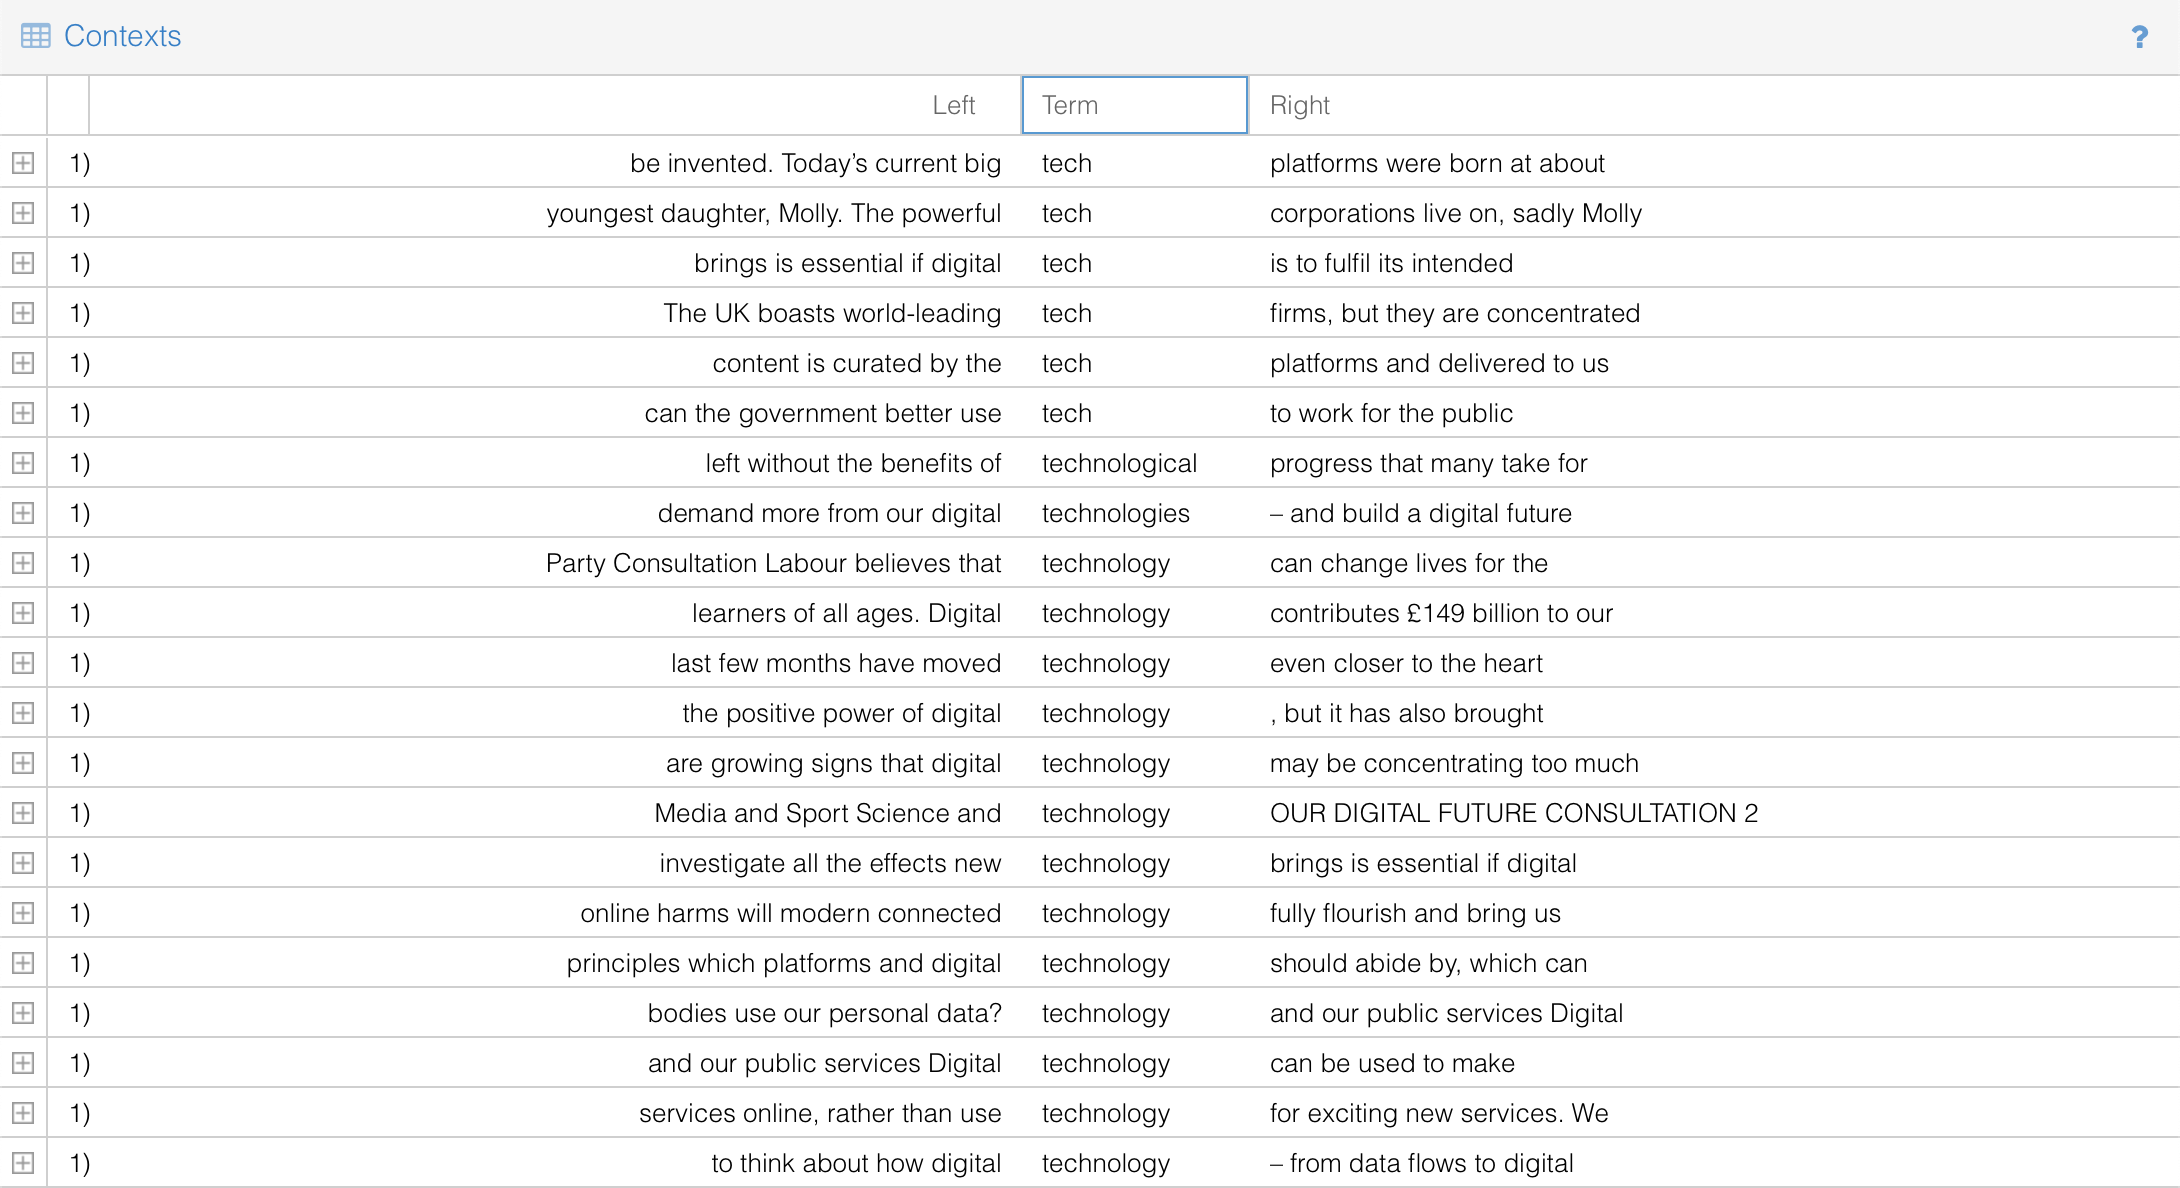 Contexts ?
Left Term Right
1) be invented. Today’s current big tech platforms were born at about
1) youngest daughter, Molly. The powerful tech corporations live on, sadly Molly
1) brings is essential if digital tech is to fulfil its intended
1) The UK boasts world-leading tech firms, but they are concentrated
1) content is curated by the tech platforms and delivered to us
1) can the government better use tech to work for the public
1) left without the benefits of technological progress that many take for
1) demand more from our digital technologies – and build a digital future
1) Party Consultation Labour believes that technology can change lives for the
1) learners of all ages. Digital technology contributes £149 billion to our
1) last few months have moved technology even closer to the heart
1) the positive power of digital technology , but it has also brought
1) are growing signs that digital technology may be concentrating too much
1) Media and Sport Science and technology OUR DIGITAL FUTURE CONSULTATION 2
1) investigate all the effects new technology brings is essential if digital
1) online harms will modern connected technology fully flourish and bring us
1) principles which platforms and digital technology should abide by, which can
1) bodies use our personal data? technology and our public services Digital
1) and our public services Digital technology can be used to make
1) services online, rather than use technology for exciting new services. We
1) to think about how digital technology – from data flows to digital